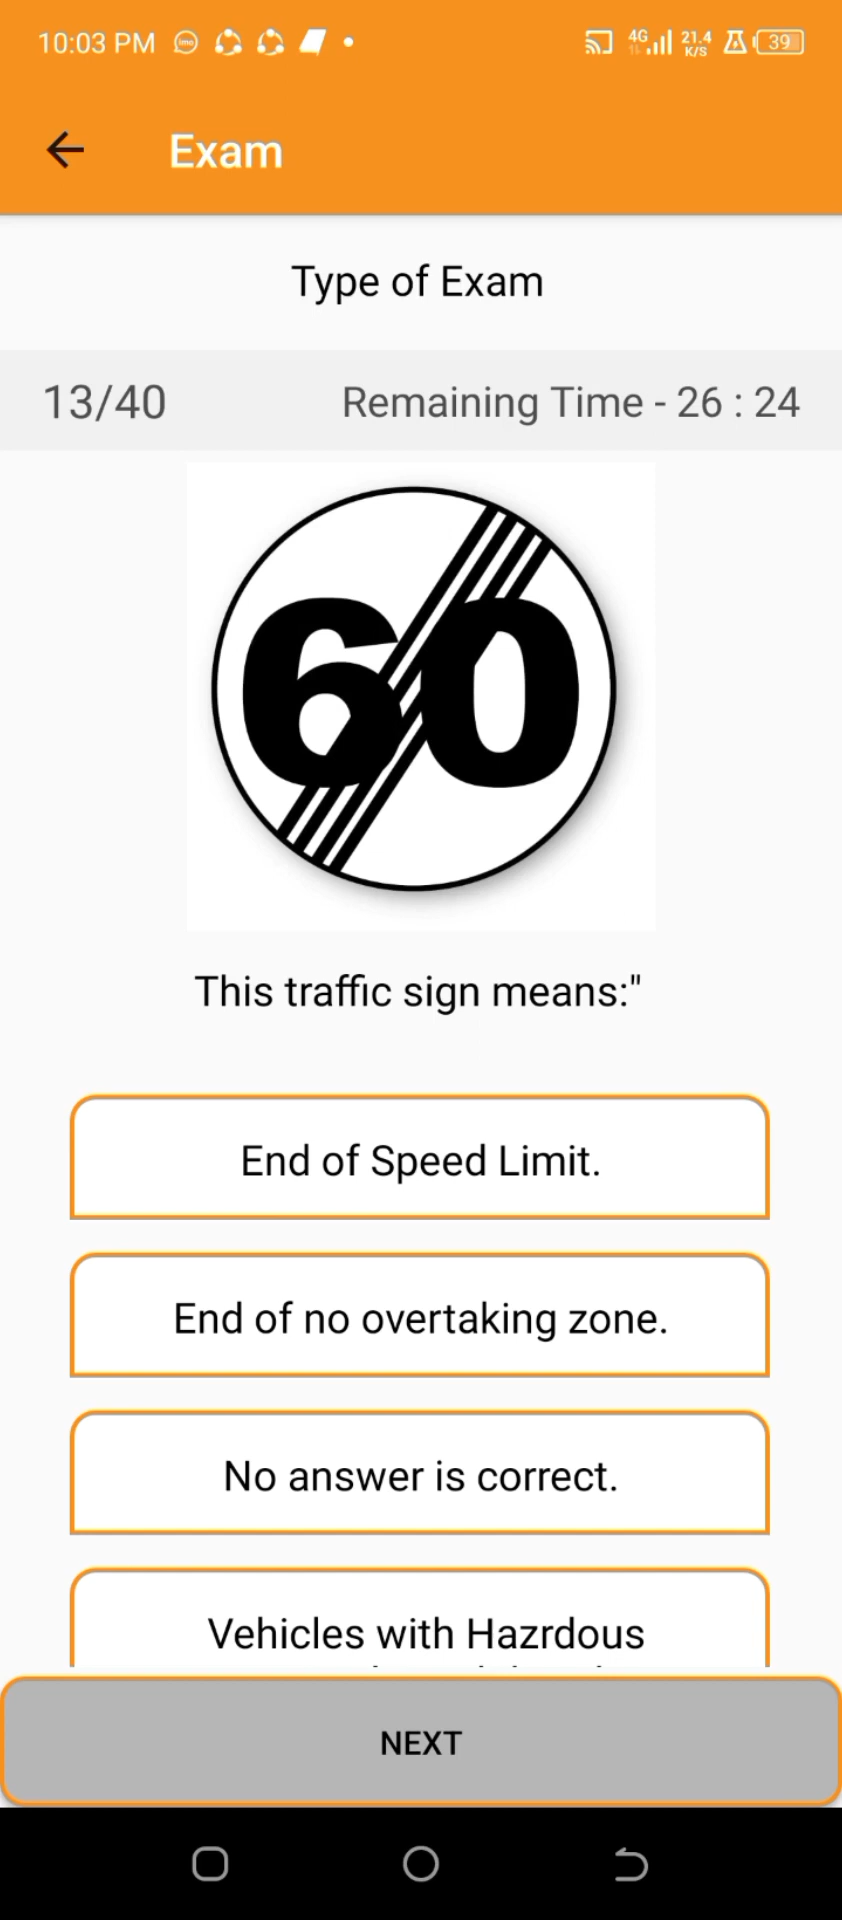 10:03 PM
4G
21.4
K/S
39
Exam
Type of Exam
13/40
Remaining Time - 26 : 24
60
This traffic sign means:"
End of Speed Limit.
End of no overtaking zone.
No answer is correct.
Vehicles with Hazrdous
NEXT